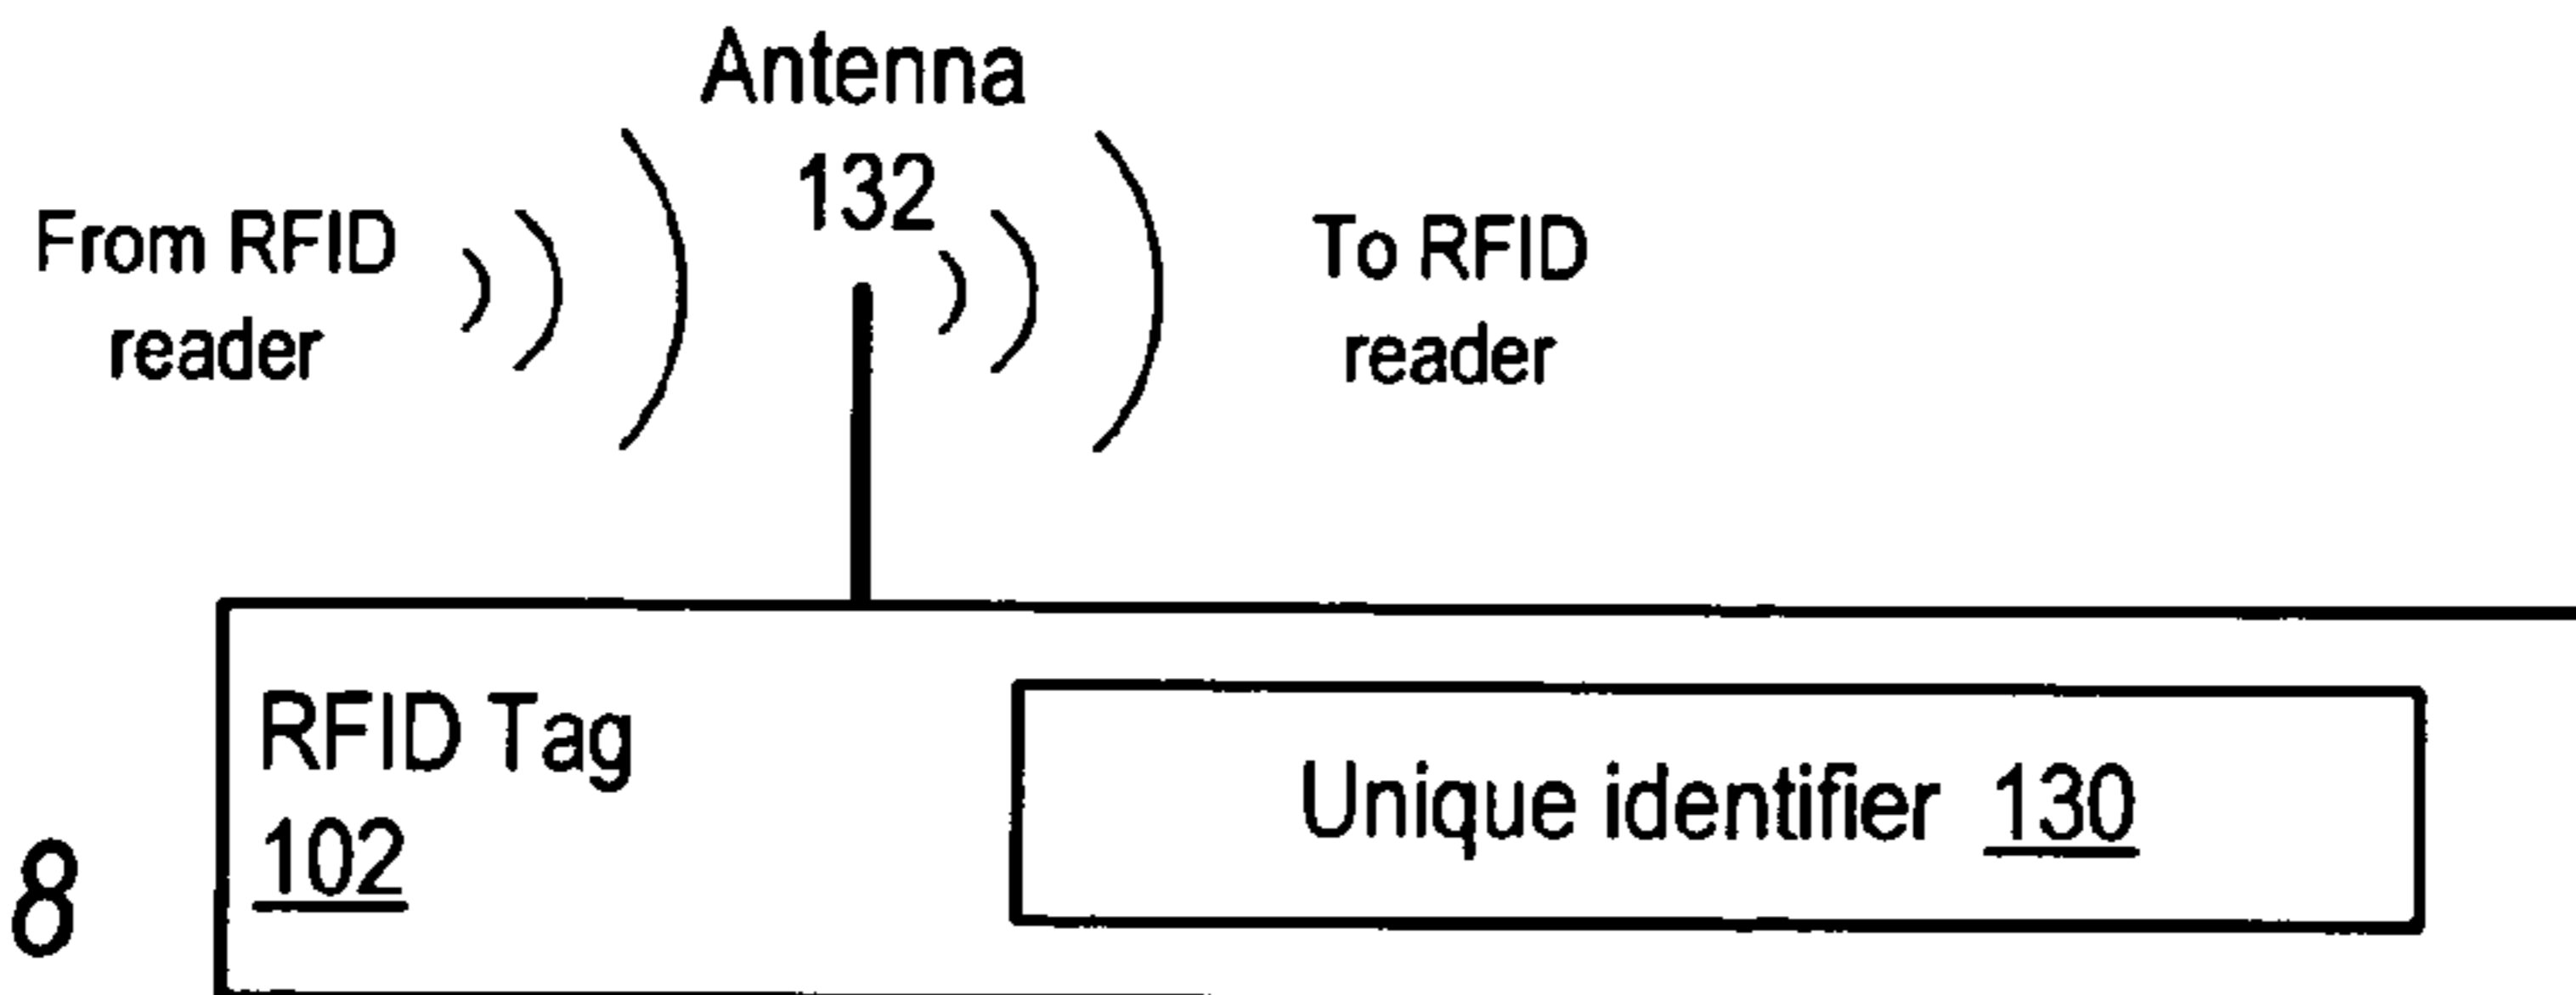 Antenna
132
From RFID
reader
To RFID
reader
RFID Tag
102
Unique identifier 130
8